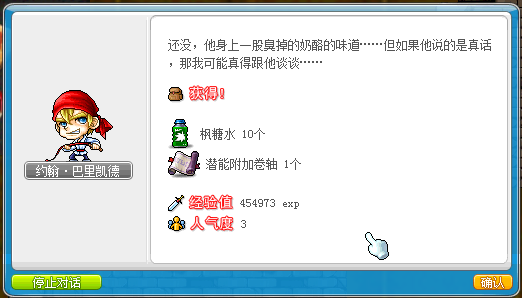 还没，他身上一股臭掉的奶酪的味道……但如果他说的是真话
，那我可能真得跟他谈谈……
获得！
枫糖水 10个
潜能附加卷轴 1个
经验值 454973 exp
人气度 3
约翰·巴里凯德
停止对话
确认